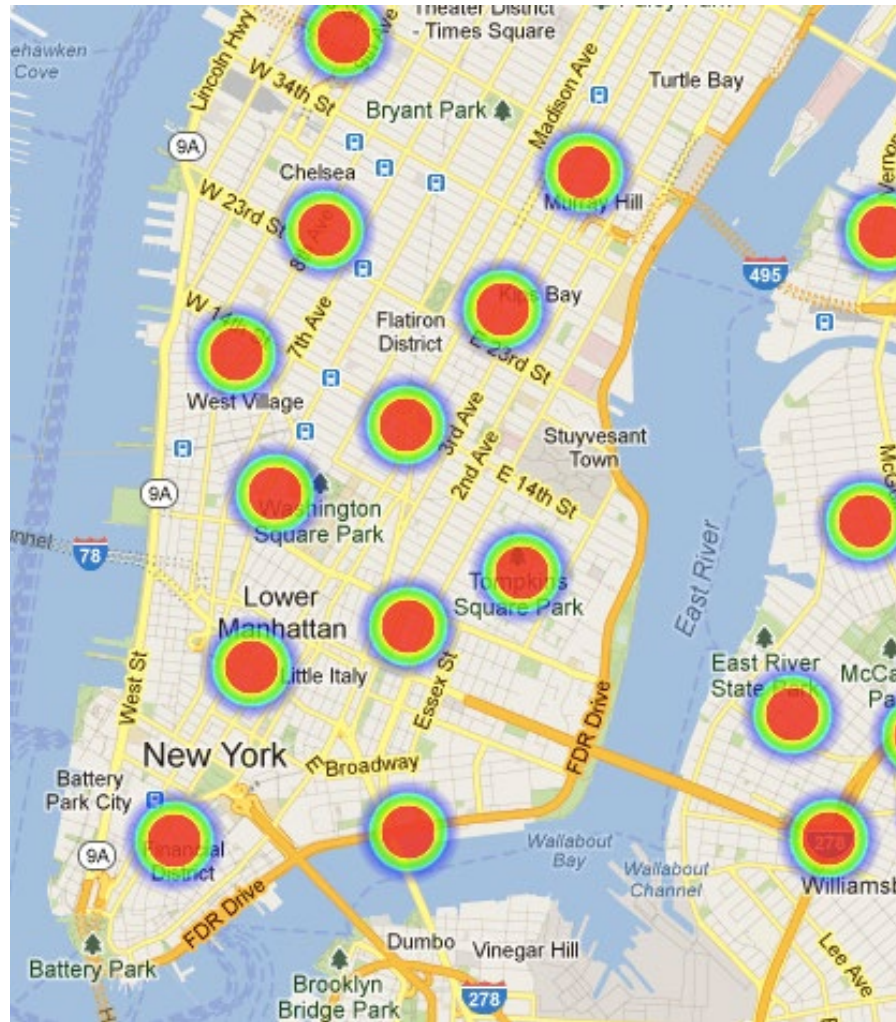 Theater District
- Times Square
Lincoln Hwy
Cove
W 34th St
Bryant Park
Madison Ave
Turtle Bay
9A
Chelsea
W 23rd St
Murray Hill
495
W 14th St
7th Ave
Flatiron
District
Kips Bay
E 23rd St
West Village
3rd Ave
2nd Ave
Stuyvesant
Town
E 14th St
9A
Washington
Square Park
78
East River
Tompkins
Square Park
Lower
Manhattan
Little Italy
Essex St
West St
East River
State Park
FDR Drive
New York
E Broadway
Battery
Park City
9A
Financial
District
Wallabout
Bay
Wallabout
Channel
278
FDR Drive
Battery Park
Dumbo
Vinegar Hill
Brooklyn
Bridge Park
278
Lee Ave